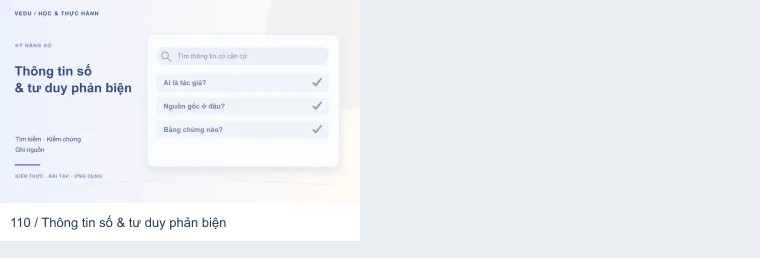 VEDU / HỌC & THỰC HÀNH
KỸ NĂNG SỐ
Thông tin số
& tư duy phản biện
Tìm kiếm · Kiểm chứng
Ghi nguồn
KIẾN THỨC · BÀI TẬP · ỨNG DỤNG
Tìm thông tin có căn cứ
Ai là tác giả?
Nguồn gốc ở đâu?
Bằng chứng nào?
110 / Thông tin số & tư duy phản biện